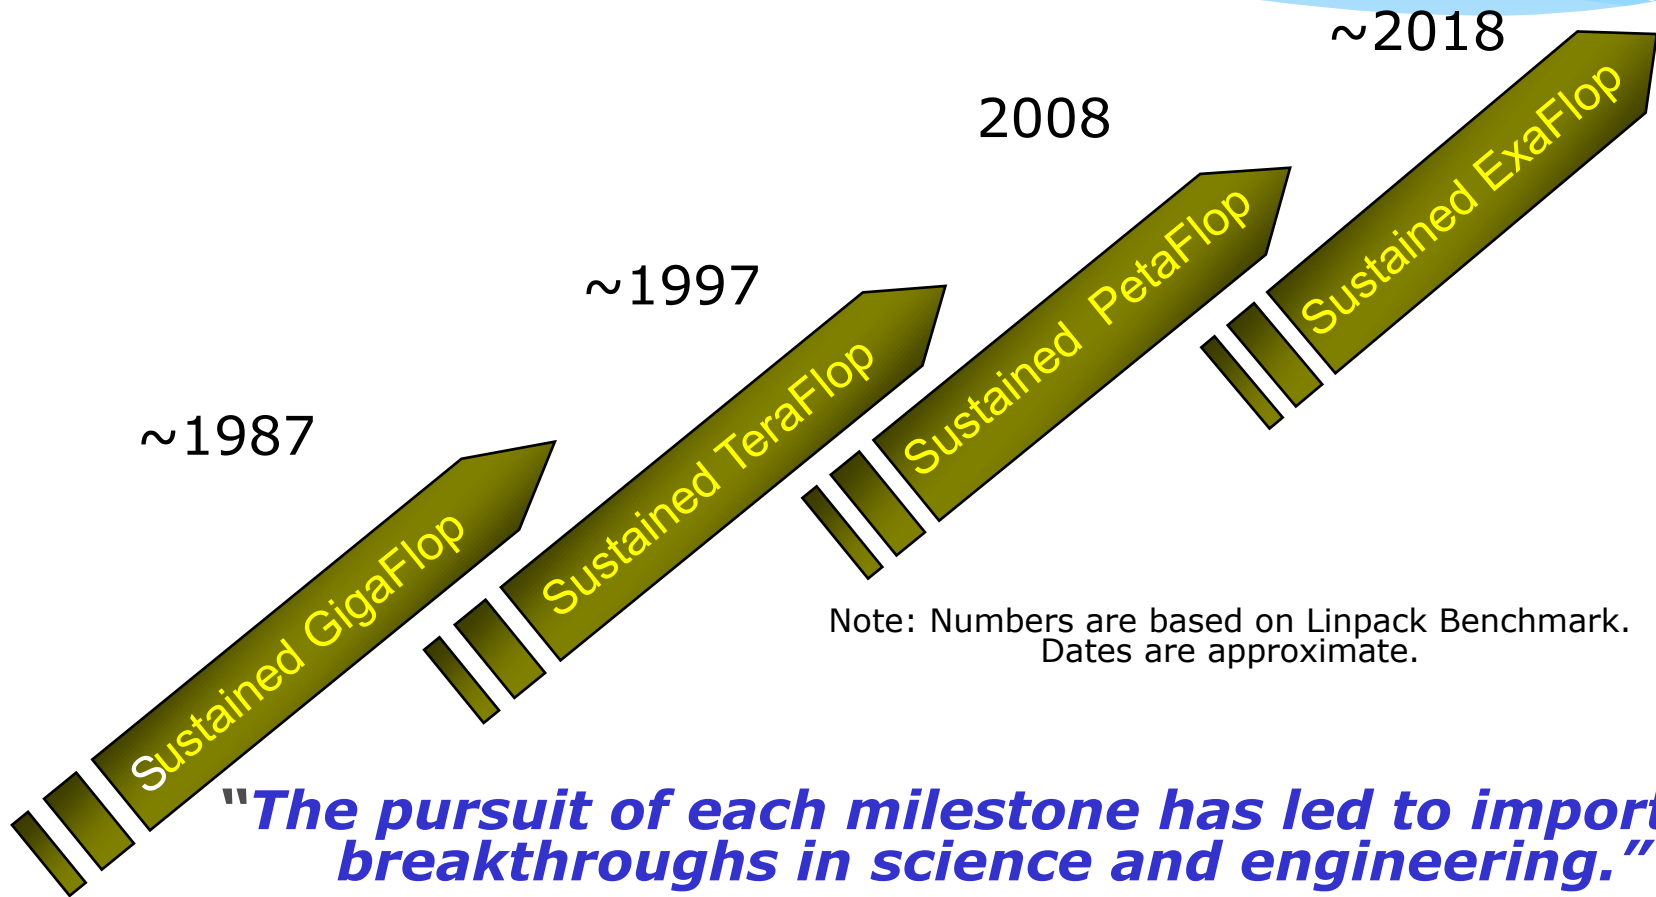 ~2018
2008
~1997
~1987
Sustained ExaFlop
Sustained PetaFlop
Sustained TeraFlop
Sustained GigaFlop
Note: Numbers are based on Linpack Benchmark.
Dates are approximate.
"The pursuit of each milestone has led to import
breakthroughs in science and engineering.”